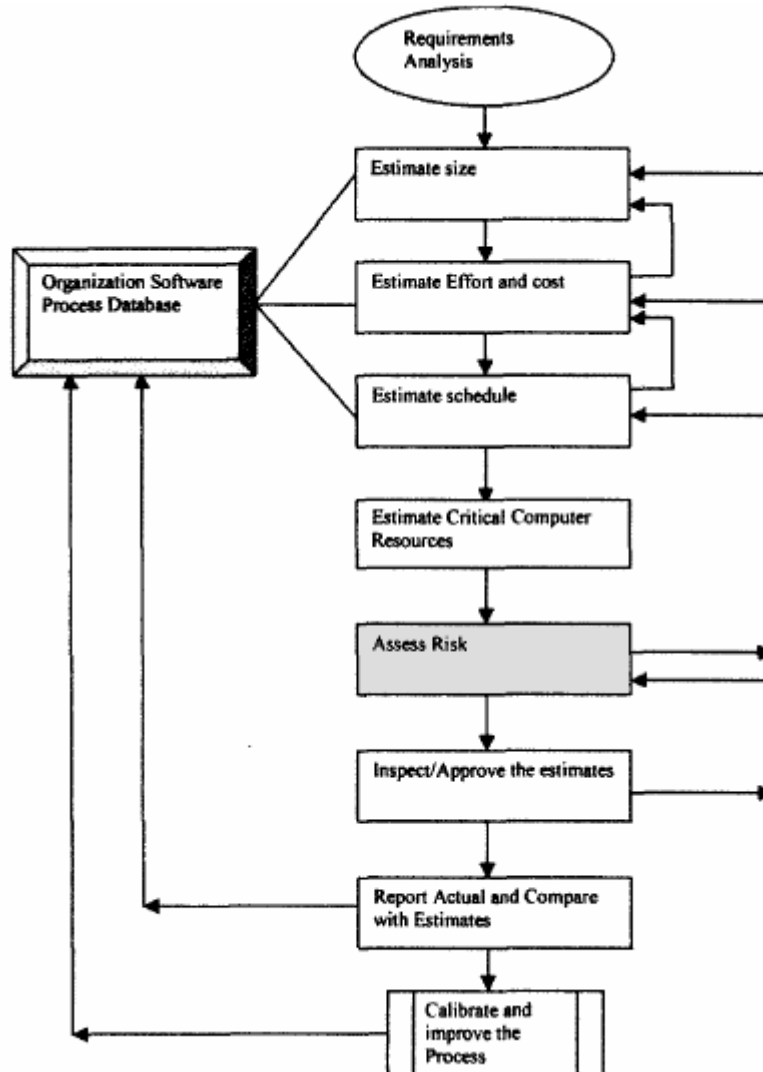 Requirements
Analysis
Estimate size
Organization Software
Process Database
Estimate Effort and cost
Estimate schedule
Estimate Critical Computer
Resources
Assess Risk
Inspect/Approve the estimates
Report Actual and Compare
with Estimates
Calibrate and
improve the
Process